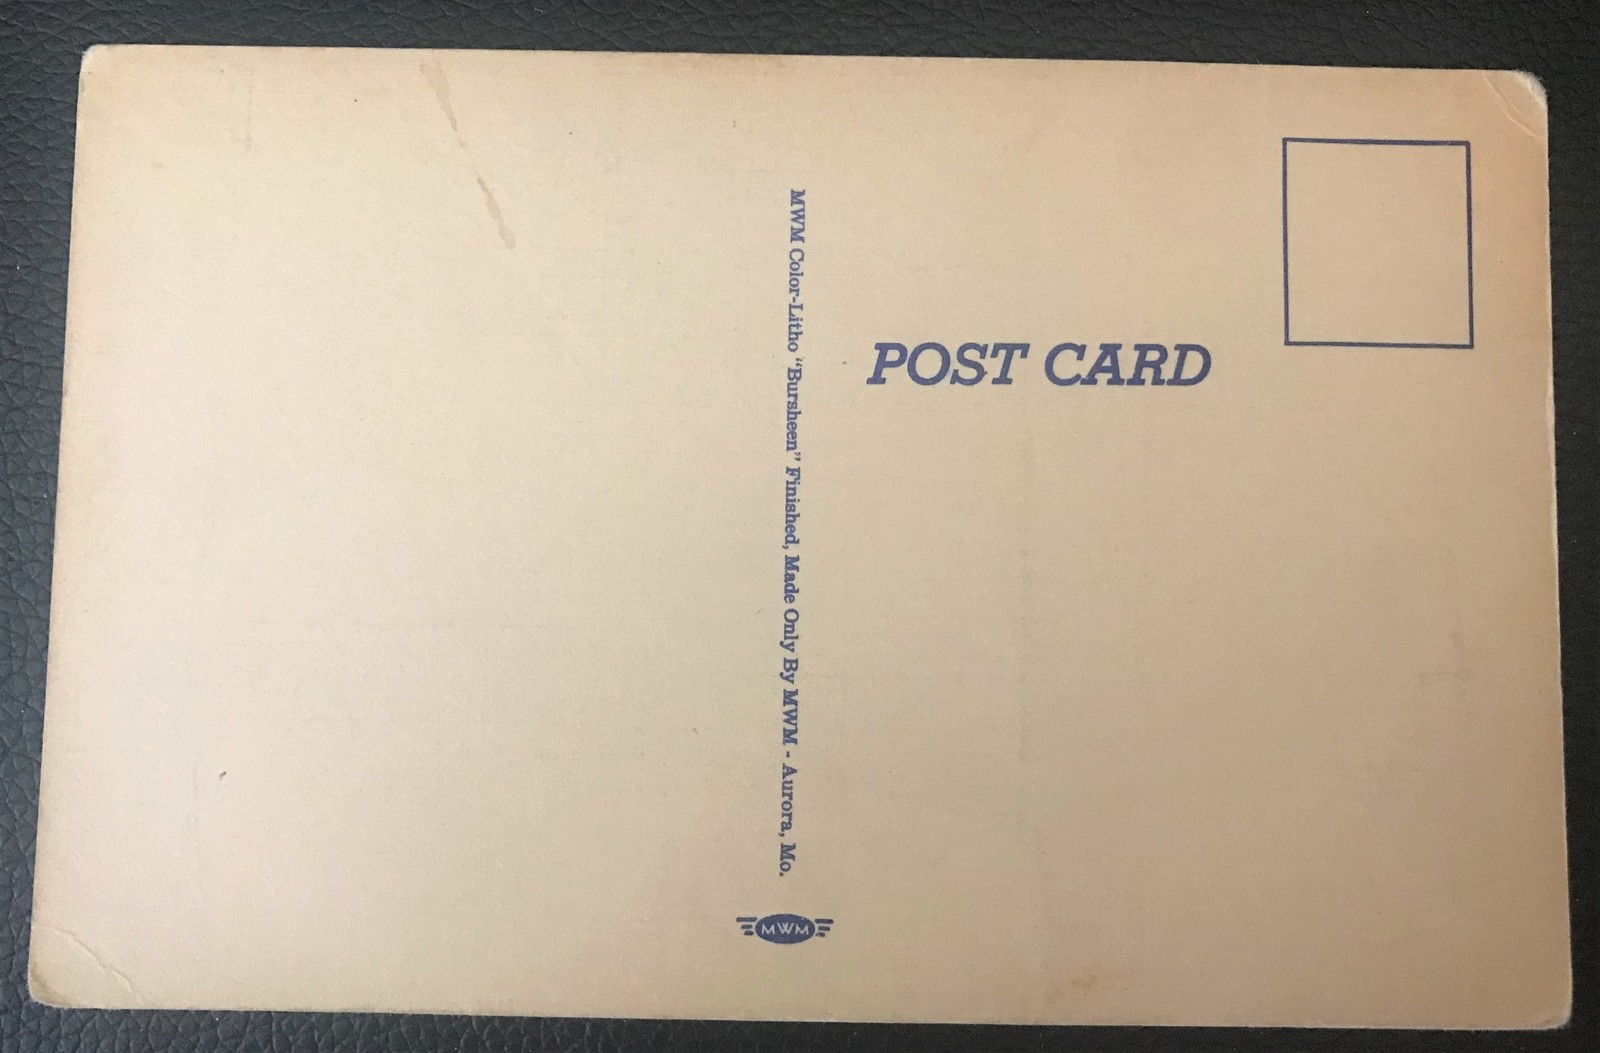 MWM Color-Litho "Bursheen" Finished, Made Only By MWM - Aurora, Mo.
POST CARD
MWM